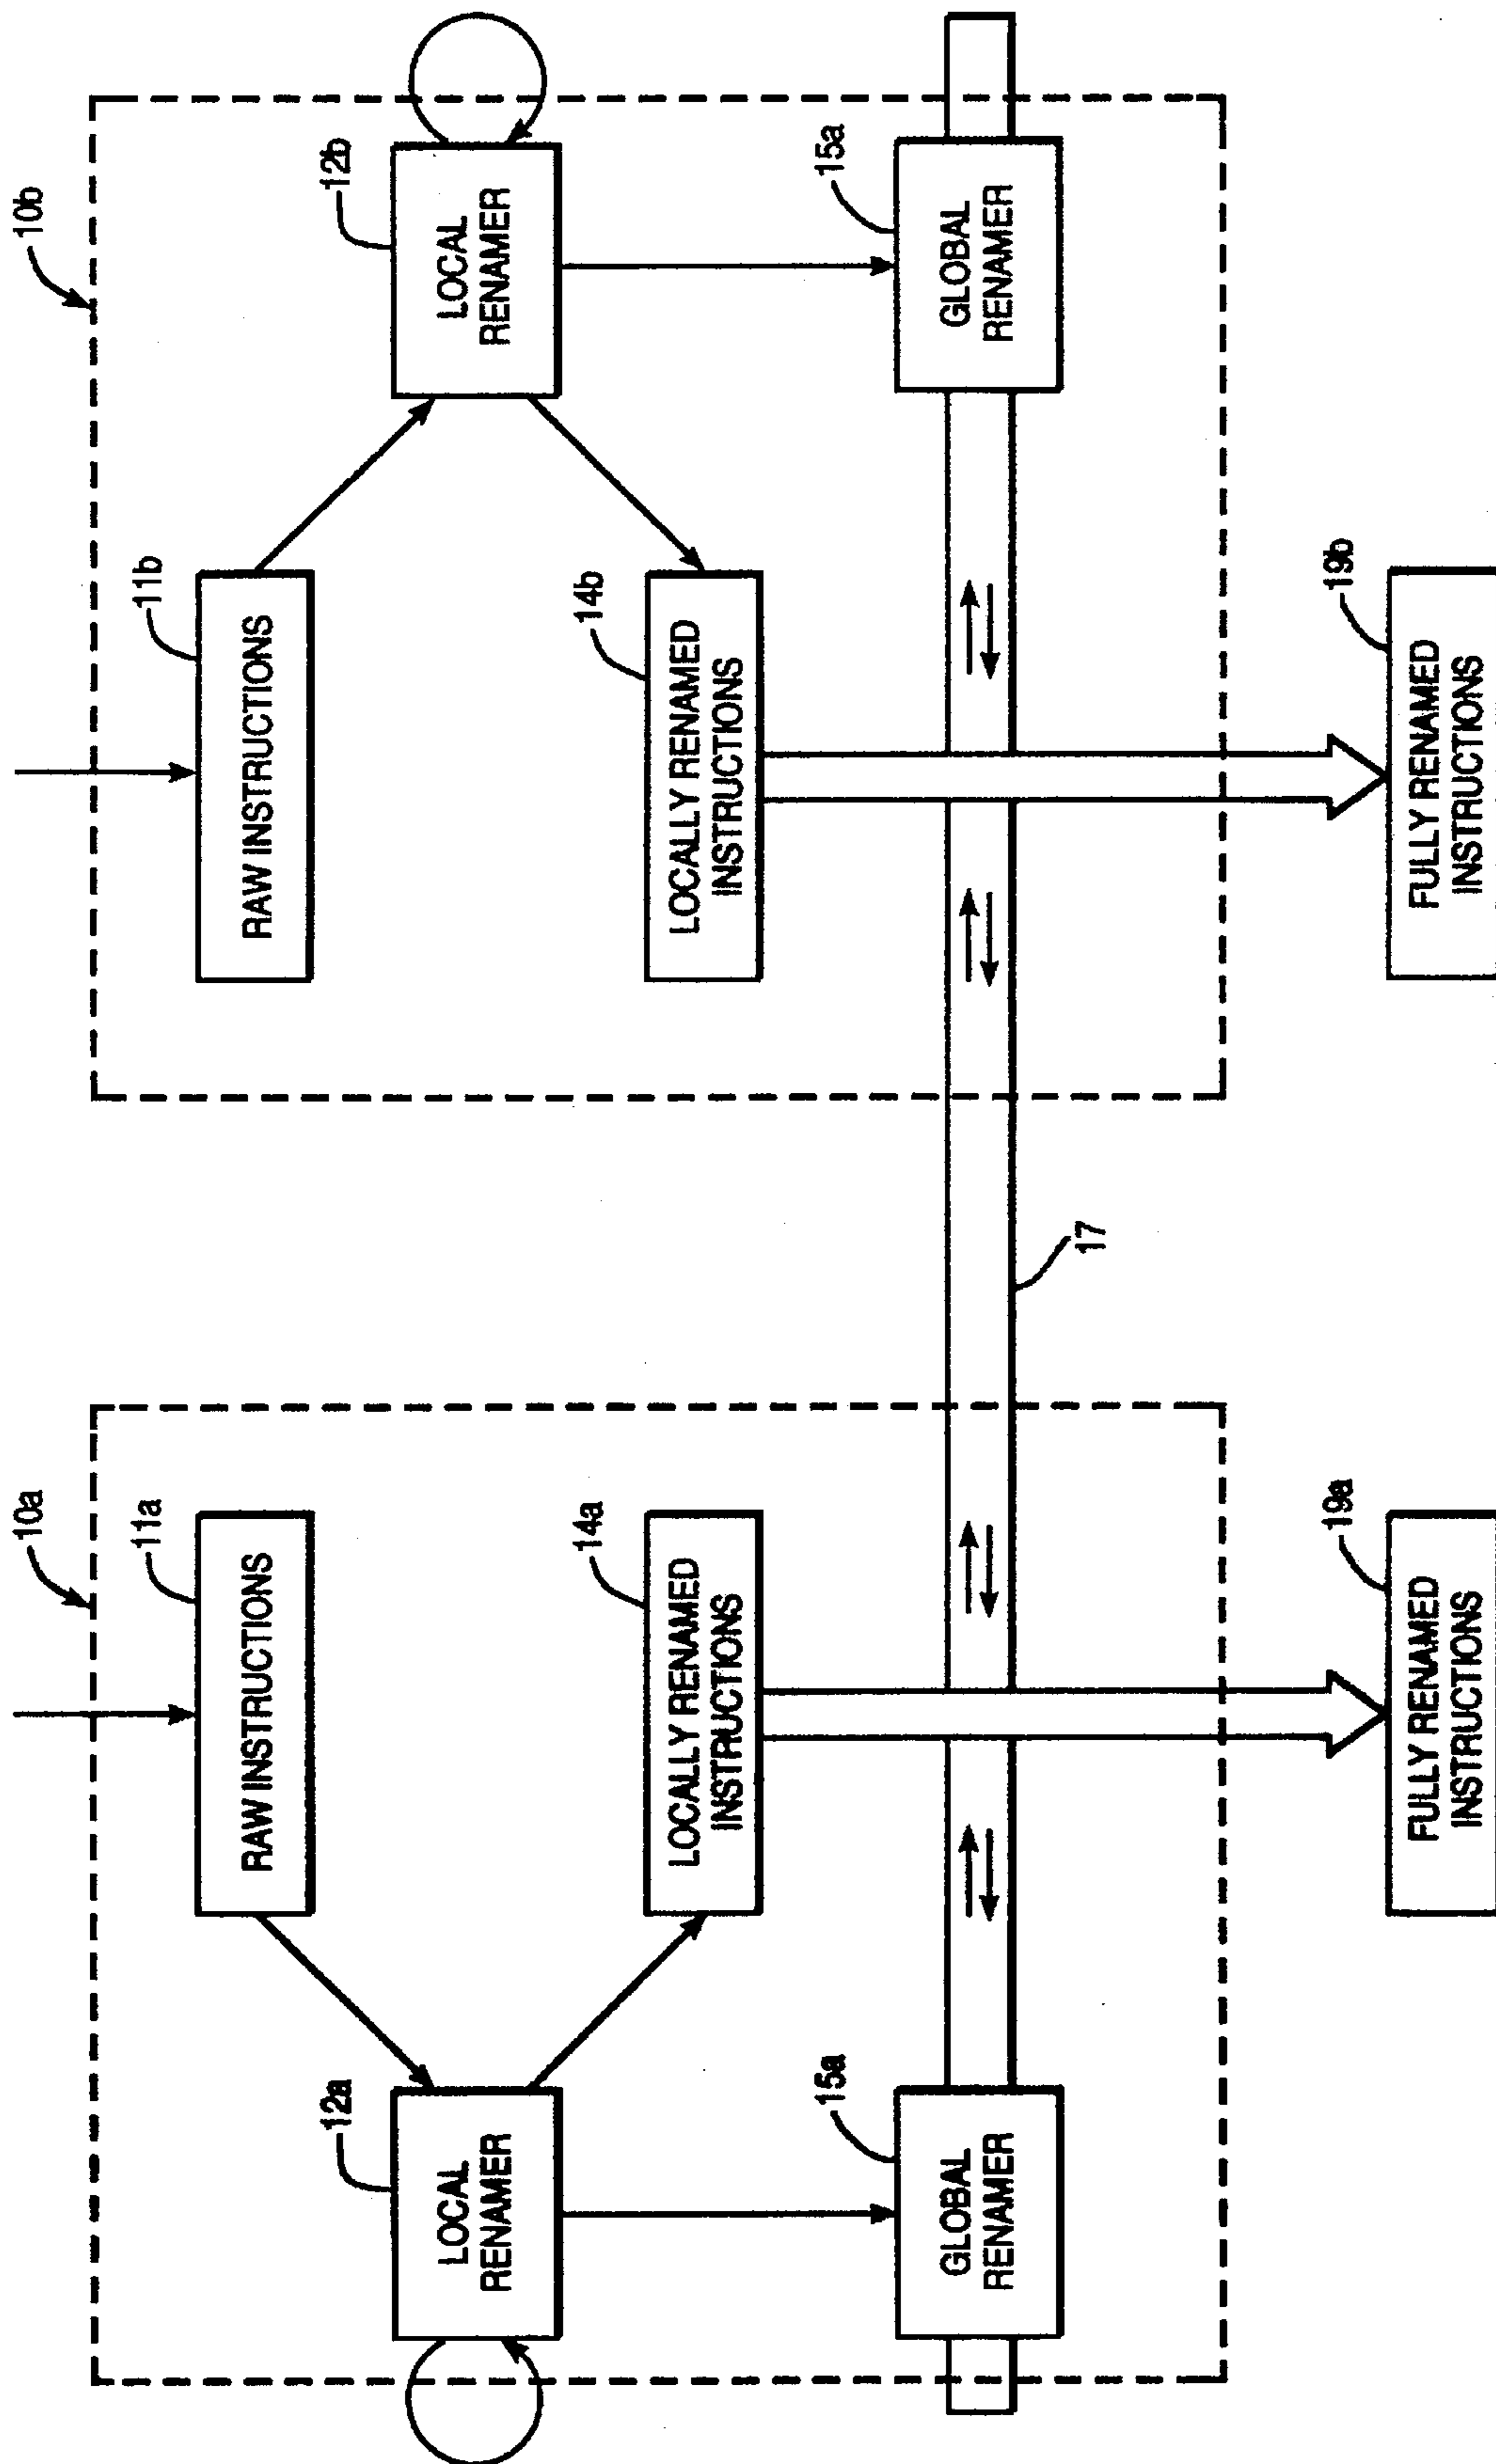 10a
11a
RAW INSTRUCTIONS
12a
LOCAL
RENAMER
14a
LOCALLY RENAMED
INSTRUCTIONS
15a
GLOBAL
RENAMER
17
19a
FULLY RENAMED
INSTRUCTIONS
10b
11b
RAW INSTRUCTIONS
12b
LOCAL
RENAMER
14b
LOCALLY RENAMED
INSTRUCTIONS
15a
GLOBAL
RENAMER
19b
FULLY RENAMED
INSTRUCTIONS